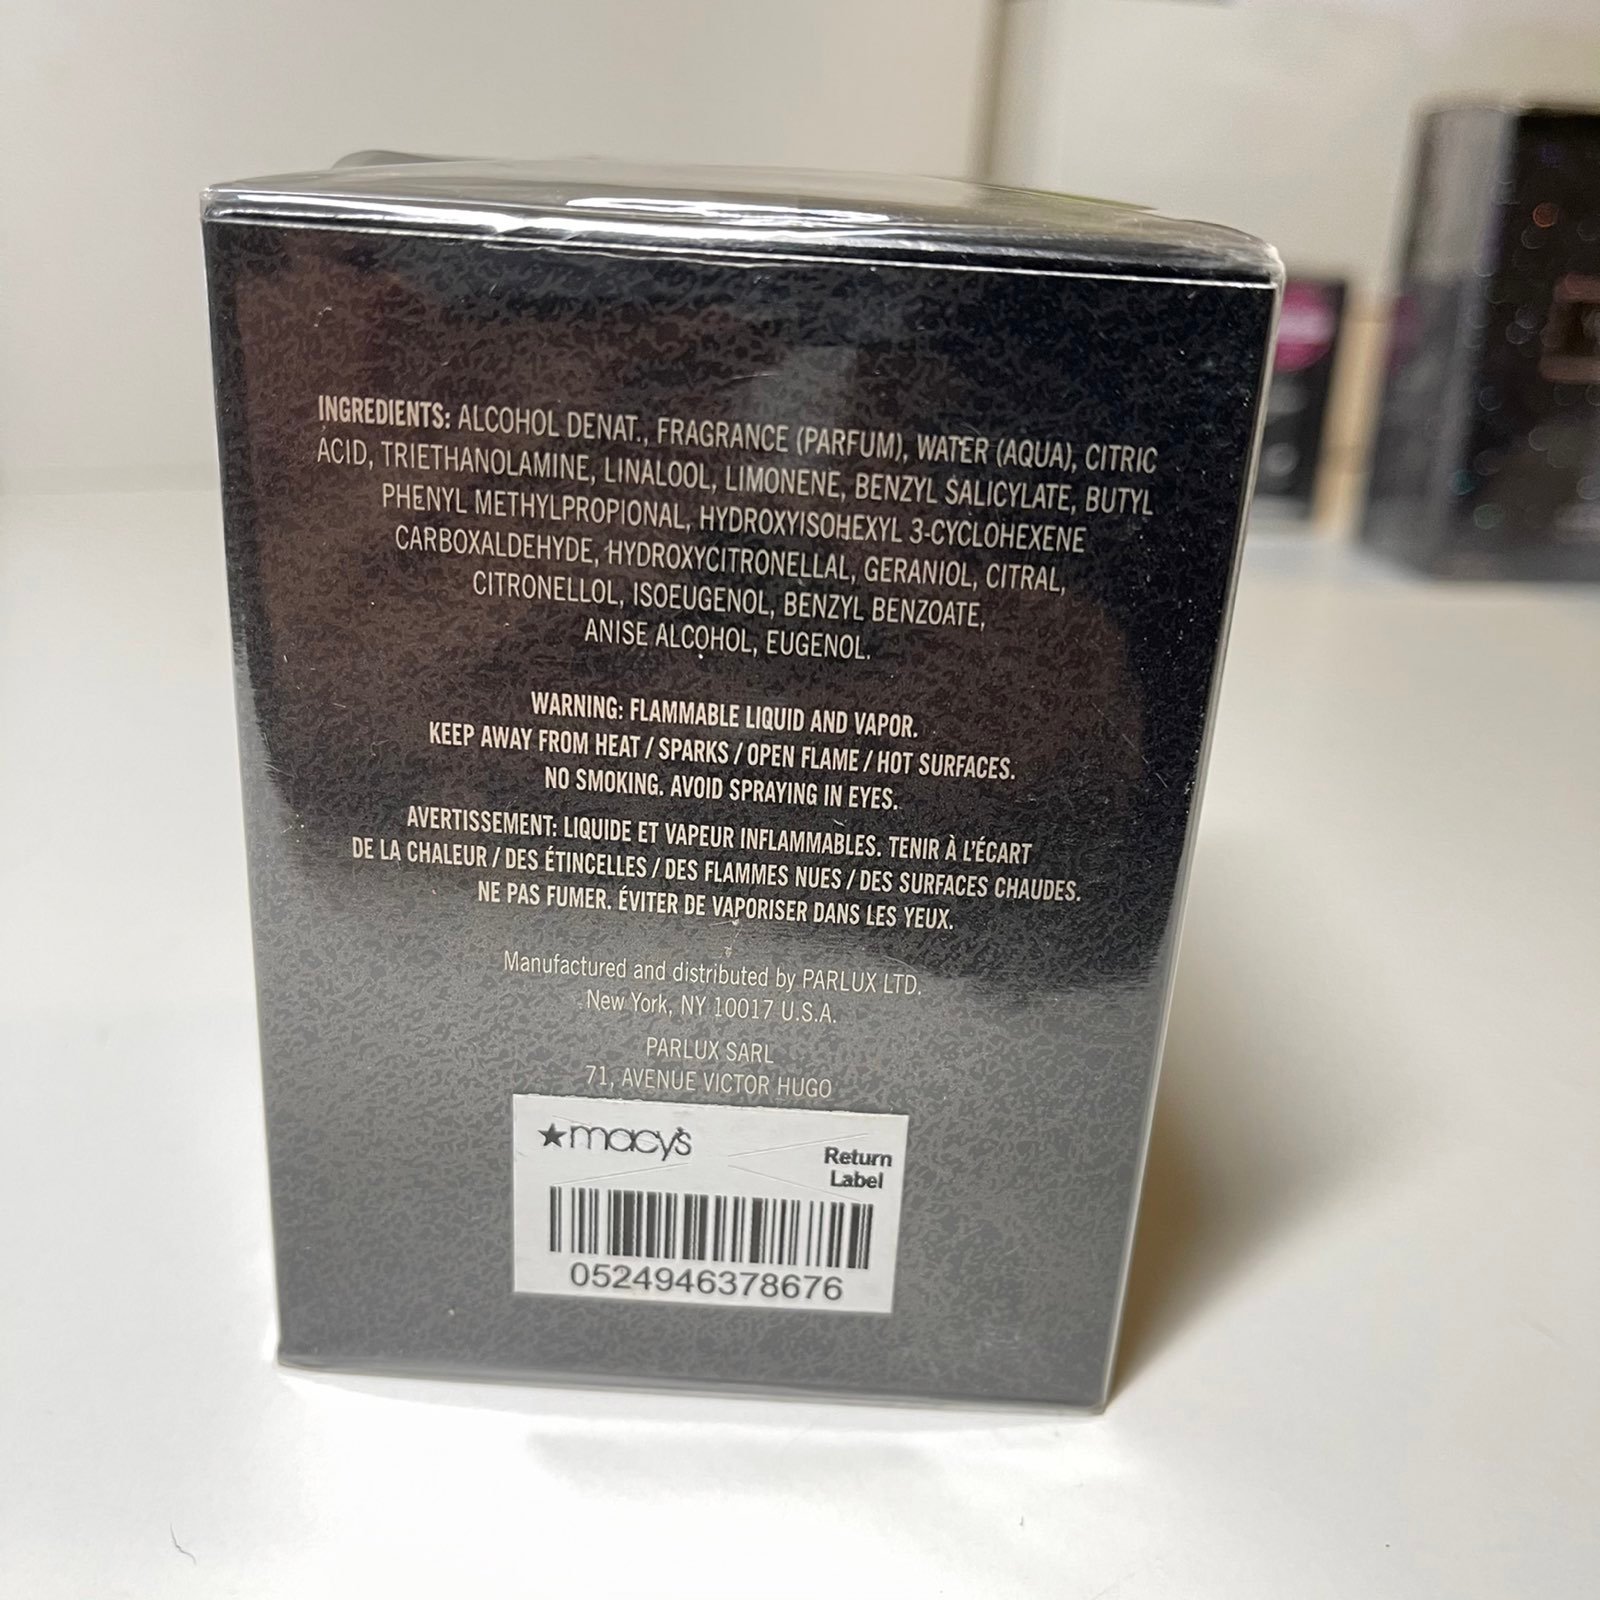 INGREDIENTS: ALCOHOL DENAT., FRAGRANCE (PARFUM), WATER (AQUA), CITRIC
ACID, TRIETHANOLAMINE, LINALOOL, LIMONENE, BENZYL SALICYLATE, BUTYL
PHENYL METHYLPROPIONAL, HYDROXYISOHEXYL 3-CYCLOHEXENE
CARBOXALDEHYDE, HYDROXYCITRONELLAL, GERANIOL, CITRAL,
CITRONELLOL, ISOEUGENOL, BENZYL BENZOATE,
ANISE ALCOHOL, EUGENOL.
WARNING: FLAMMABLE LIQUID AND VAPOR.
KEEP AWAY FROM HEAT / SPARKS / OPEN FLAME / HOT SURFACES.
NO SMOKING. AVOID SPRAYING IN EYES.
AVERTISSEMENT: LIQUIDE ET VAPEUR INFLAMMABLES. TENIR À L'ÉCART
DE LA CHALEUR / DES ÉTINCELLES / DES FLAMMES NUES / DES SURFACES CHAUDES.
NE PAS FUMER. ÉVITER DE VAPORISER DANS LES YEUX.
Manufactured and distributed by PARLUX LTD.
New York, NY 10017 U.S.A.
PARLUX SARL
71, AVENUE VICTOR HUGO
★macy's
Return
Label
0524946378676